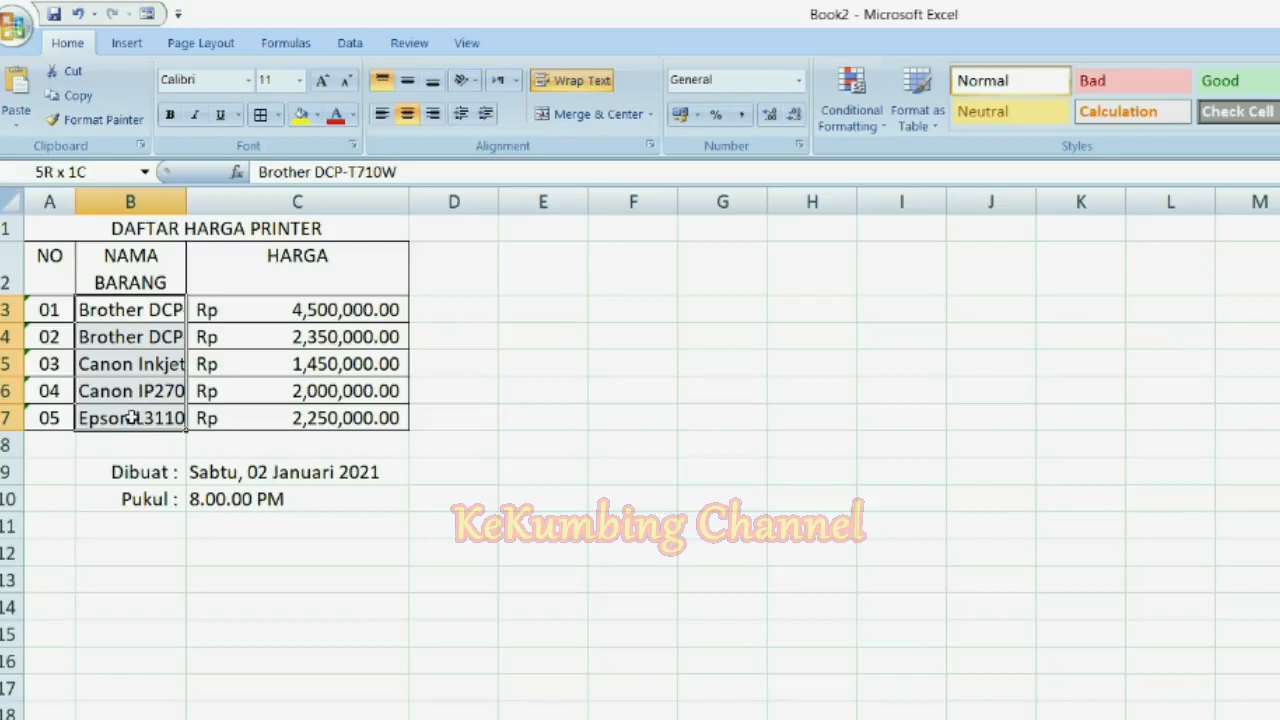 Book2 - Microsoft Excel
Home Insert Page Layout Formulas Data Review View
Cut
Copy
Format Painter
Paste
Calibri 11
B I U A
Wrap Text
Merge & Center
General
%
Conditional Formatting
Format as Table
Normal Bad Good
Neutral Calculation Check Cell
Clipboard Font Alignment Number Styles
5R x 1C fx Brother DCP-T710W
A B C D E F G H I J K L M
1 DAFTAR HARGA PRINTER
2 NO NAMA BARANG HARGA
3 01 Brother DCP Rp 4,500,000.00
4 02 Brother DCP Rp 2,350,000.00
5 03 Canon Inkjet Rp 1,450,000.00
6 04 Canon IP270 Rp 2,000,000.00
7 05 Epson L3110 Rp 2,250,000.00
8
9 Dibuat : Sabtu, 02 Januari 2021
10 Pukul : 8.00.00 PM
KeKumbing Channel
11
12
13
14
15
16
17
18